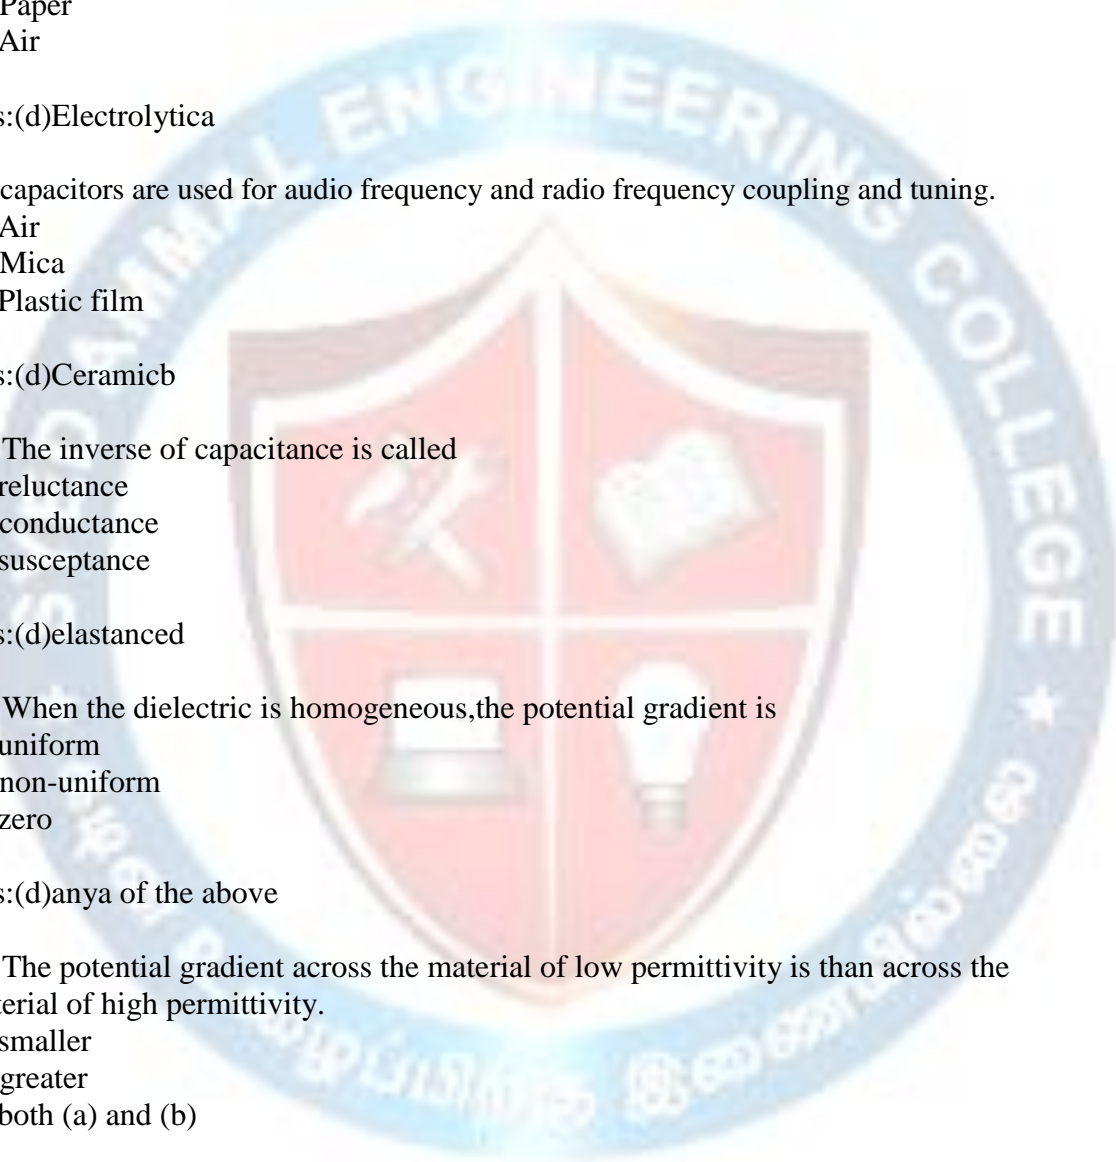 Paper
Air
s:(d)Electrolytica
capacitors are used for audio frequency and radio frequency coupling and tuning.
Air
Mica
Plastic film
s:(d)Ceramicb
The inverse of capacitance is called
reluctance
conductance
susceptance
s:(d)elastanced
When the dielectric is homogeneous,the potential gradient is
uniform
non-uniform
zero
s:(d)anya of the above
The potential gradient across the material of low permittivity is than across the
terial of high permittivity.
smaller
greater
both (a) and (b)
AMMAL ENGINEERING COLLEGE